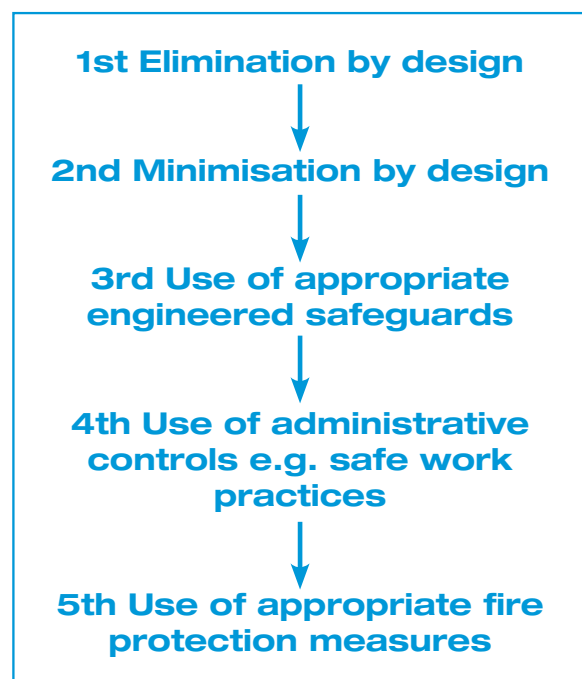 1st Elimination by design
2nd Minimisation by design
3rd Use of appropriate
engineered safeguards
4th Use of administrative
controls e.g. safe work
practices
5th Use of appropriate fire
protection measures